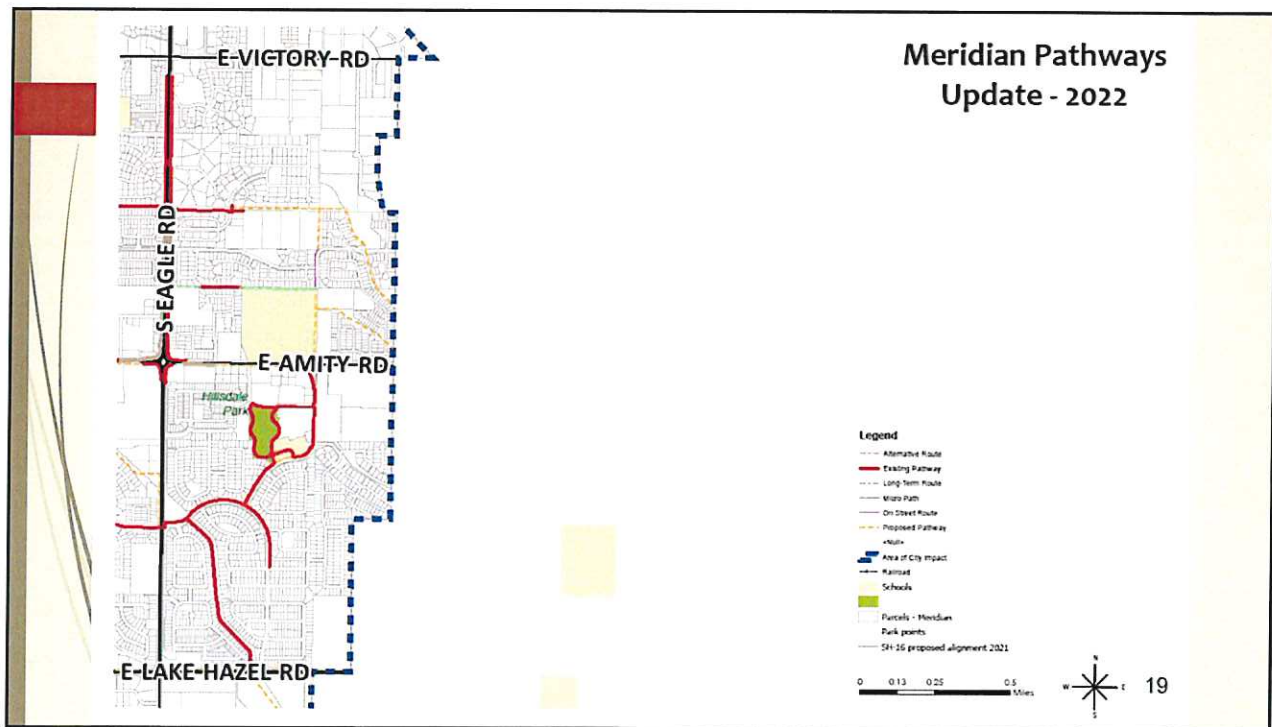 Meridian Pathways
Update - 2022
E-VICTORY-RD
S-EAGLE RD
E-AMITY-RD
Hillsdale
Park
E-LAKE-HAZEL-RD
Legend
Alternative Route
Existing Pathway
Long-Term Route
Micro Path
On Street Route
Proposed Pathway
<Null>
Area of City Impact
Railroad
Schools
Parcels - Meridian
Park points
SH-16 proposed alignment 2021
0 0.13 0.25 0.5
Miles
N
W E
S
19